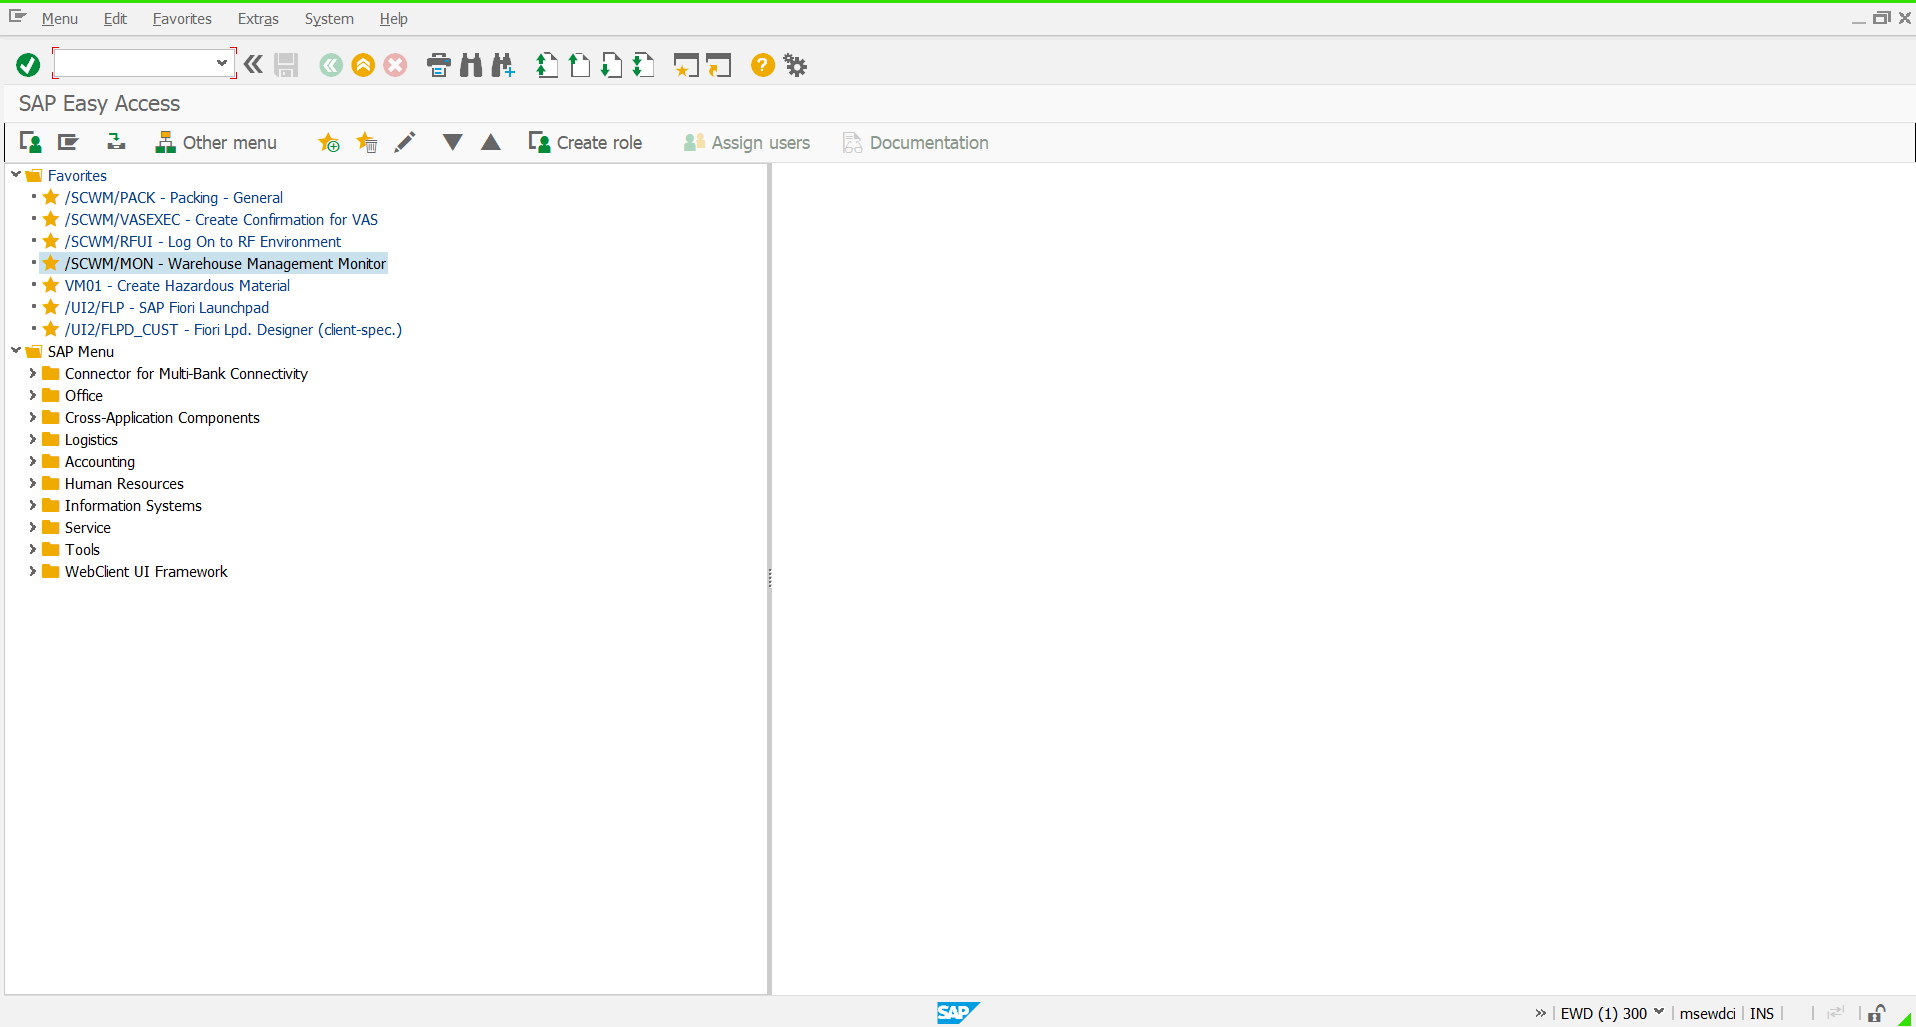 Menu Edit Favorites Extras System Help
SAP Easy Access
Other menu Create role Assign users Documentation
Favorites
/SCWM/PACK - Packing - General
/SCWM/VASEXEC - Create Confirmation for VAS
/SCWM/RFUI - Log On to RF Environment
/SCWM/MON - Warehouse Management Monitor
VM01 - Create Hazardous Material
/UI2/FLP - SAP Fiori Launchpad
/UI2/FLPD_CUST - Fiori Lpd. Designer (client-spec.)
SAP Menu
Connector for Multi-Bank Connectivity
Office
Cross-Application Components
Logistics
Accounting
Human Resources
Information Systems
Service
Tools
WebClient UI Framework
SAP EWD (1) 300 msewdci INS